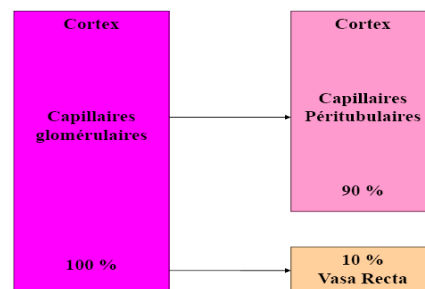 Cortex
Capillaires
glomérulaires
100 %
Cortex
Capillaires
Péritubulaires
90 %
10 %
Vasa Recta